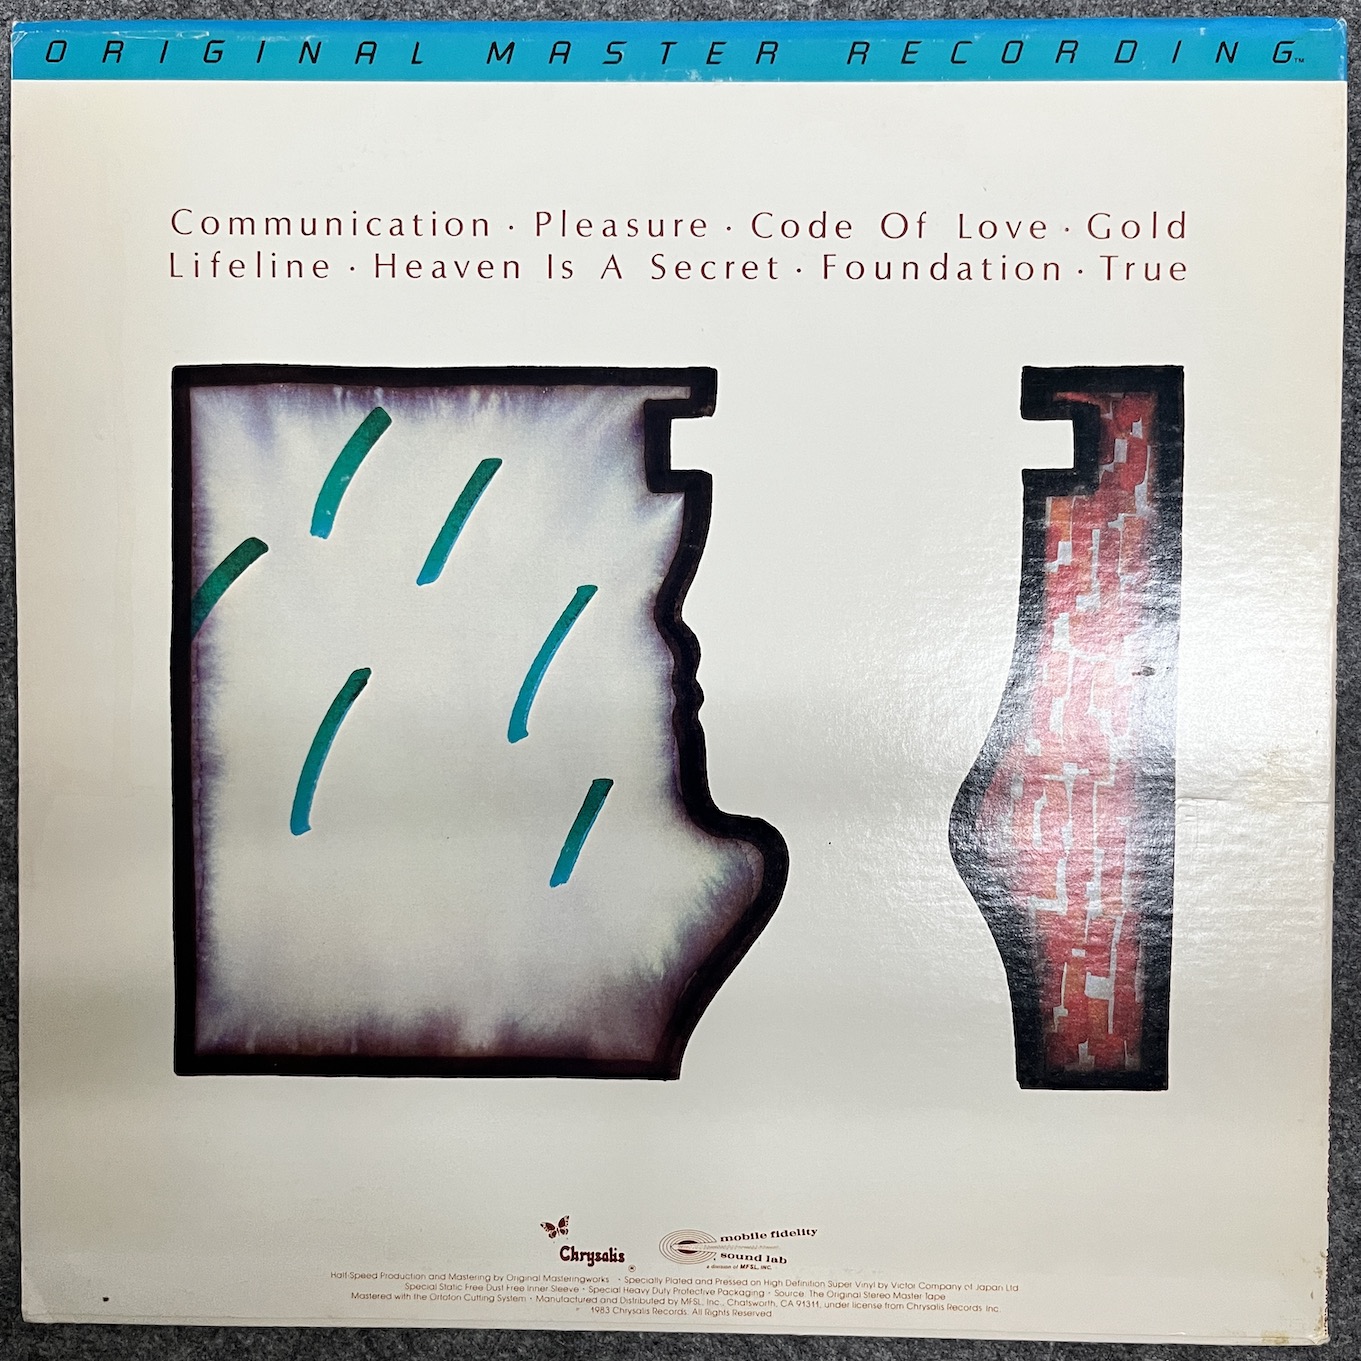 ORIGINAL MASTER RECORDING™
Communication · Pleasure · Code Of Love · Gold
Lifeline · Heaven Is A Secret · Foundation · True
Chrysalis®
mobile fidelity
sound lab
a division of MFSL, INC.
Half-Speed Production and Mastering by Original Masteringworks · Specially Plated and Pressed on High Definition Super Vinyl by Victor Company of Japan Ltd
Special Static Free Dust Free Inner Sleeve · Special Heavy Duty Protective Packaging · Source: The Original Stereo Master Tape
Mastered with the Ortofon Cutting System · Manufactured and Distributed by MFSL, Inc., Chatsworth, CA 91311, under license from Chrysalis Records Inc.
1983 Chrysalis Records. All Rights Reserved